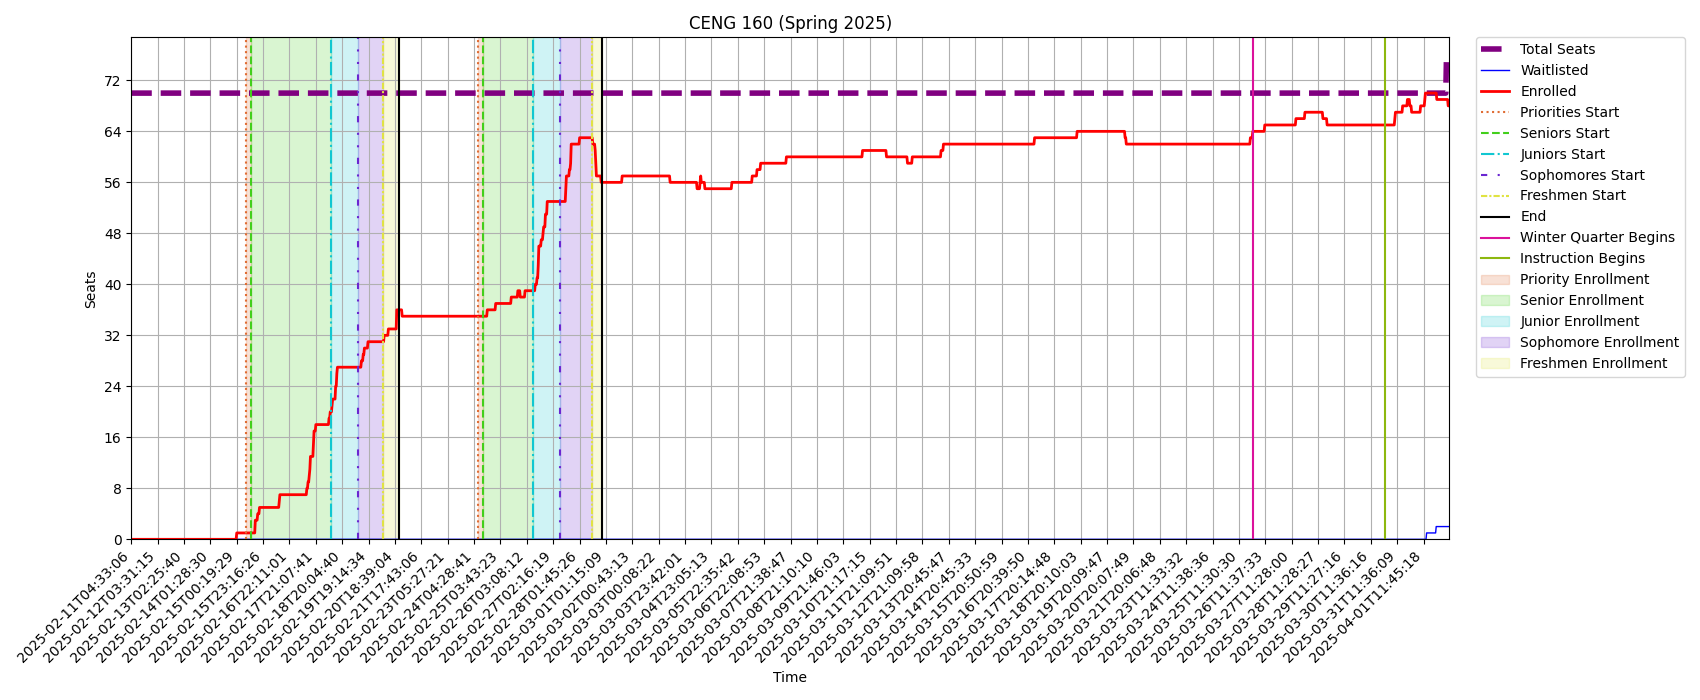 CENG 160 (Spring 2025)
Seats
72
64
56
48
40
32
24
16
8
0
2025-02-11T04:33:06
2025-02-12T03:31:15
2025-02-13T02:25:40
2025-02-14T01:28:30
2025-02-15T00:19:29
2025-02-15T23:16:26
2025-02-16T22:11:01
2025-02-17T21:07:41
2025-02-18T20:04:40
2025-02-19T19:14:34
2025-02-20T18:39:04
2025-02-21T17:43:06
2025-02-23T05:27:21
2025-02-24T04:28:41
2025-02-25T03:43:23
2025-02-26T03:08:12
2025-02-27T02:16:19
2025-02-28T01:45:26
2025-03-01T01:15:09
2025-03-02T00:43:13
2025-03-03T00:08:22
2025-03-03T23:42:01
2025-03-04T23:05:13
2025-03-05T22:35:42
2025-03-06T22:08:53
2025-03-07T21:38:47
2025-03-08T21:10:10
2025-03-09T21:46:03
2025-03-10T21:17:15
2025-03-11T21:09:51
2025-03-12T21:09:58
2025-03-13T20:45:47
2025-03-14T20:45:33
2025-03-15T20:50:59
2025-03-16T20:39:50
2025-03-17T20:14:48
2025-03-18T20:10:03
2025-03-19T20:09:47
2025-03-20T20:07:49
2025-03-21T20:06:48
2025-03-23T11:33:32
2025-03-24T11:38:36
2025-03-25T11:30:30
2025-03-26T11:37:33
2025-03-27T11:28:00
2025-03-28T11:28:27
2025-03-29T11:27:16
2025-03-30T11:36:16
2025-03-31T11:36:09
2025-04-01T11:45:18
Time
Total Seats
Waitlisted
Enrolled
Priorities Start
Seniors Start
Juniors Start
Sophomores Start
Freshmen Start
End
Winter Quarter Begins
Instruction Begins
Priority Enrollment
Senior Enrollment
Junior Enrollment
Sophomore Enrollment
Freshmen Enrollment